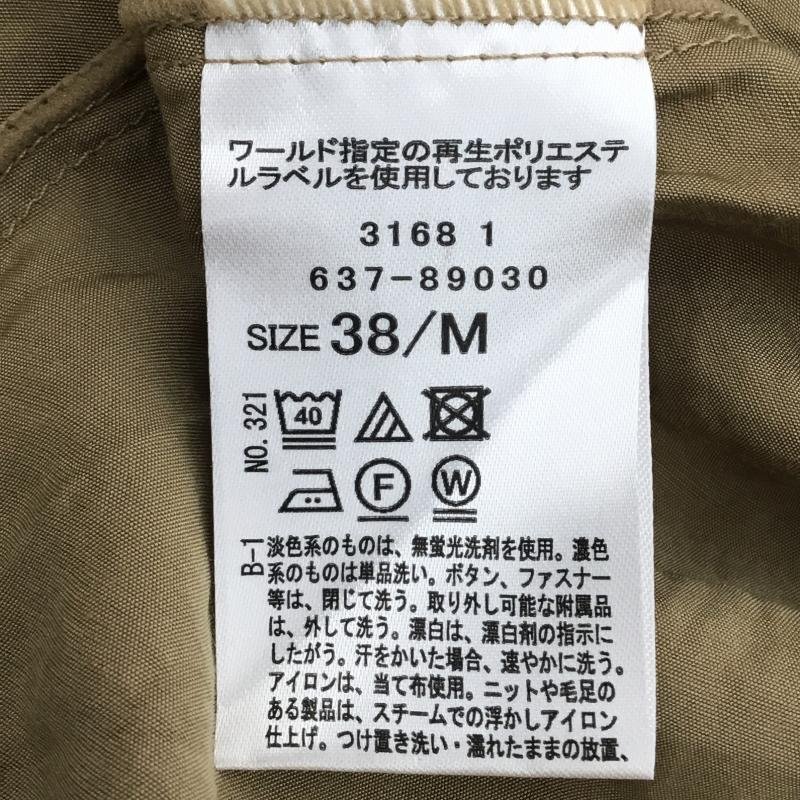 ワールド指定の再生ポリエステ
ルラベルを使用しております
3168 1
637-89030
SIZE 38/M
NO. 321
40
F
W
B-1
淡色系のものは、無蛍光洗剤を使用。濃色
系のものは単品洗い。ボタン、ファスナー
等は、閉じて洗う。取り外し可能な附属品
は、外して洗う。漂白は、漂白剤の指示に
したがう。汗をかいた場合、速やかに洗う。
アイロンは、当て布使用。ニットや毛足の
ある製品は、スチームでの浮かしアイロン
仕上げ。つけ置き洗い・濡れたままの放置、